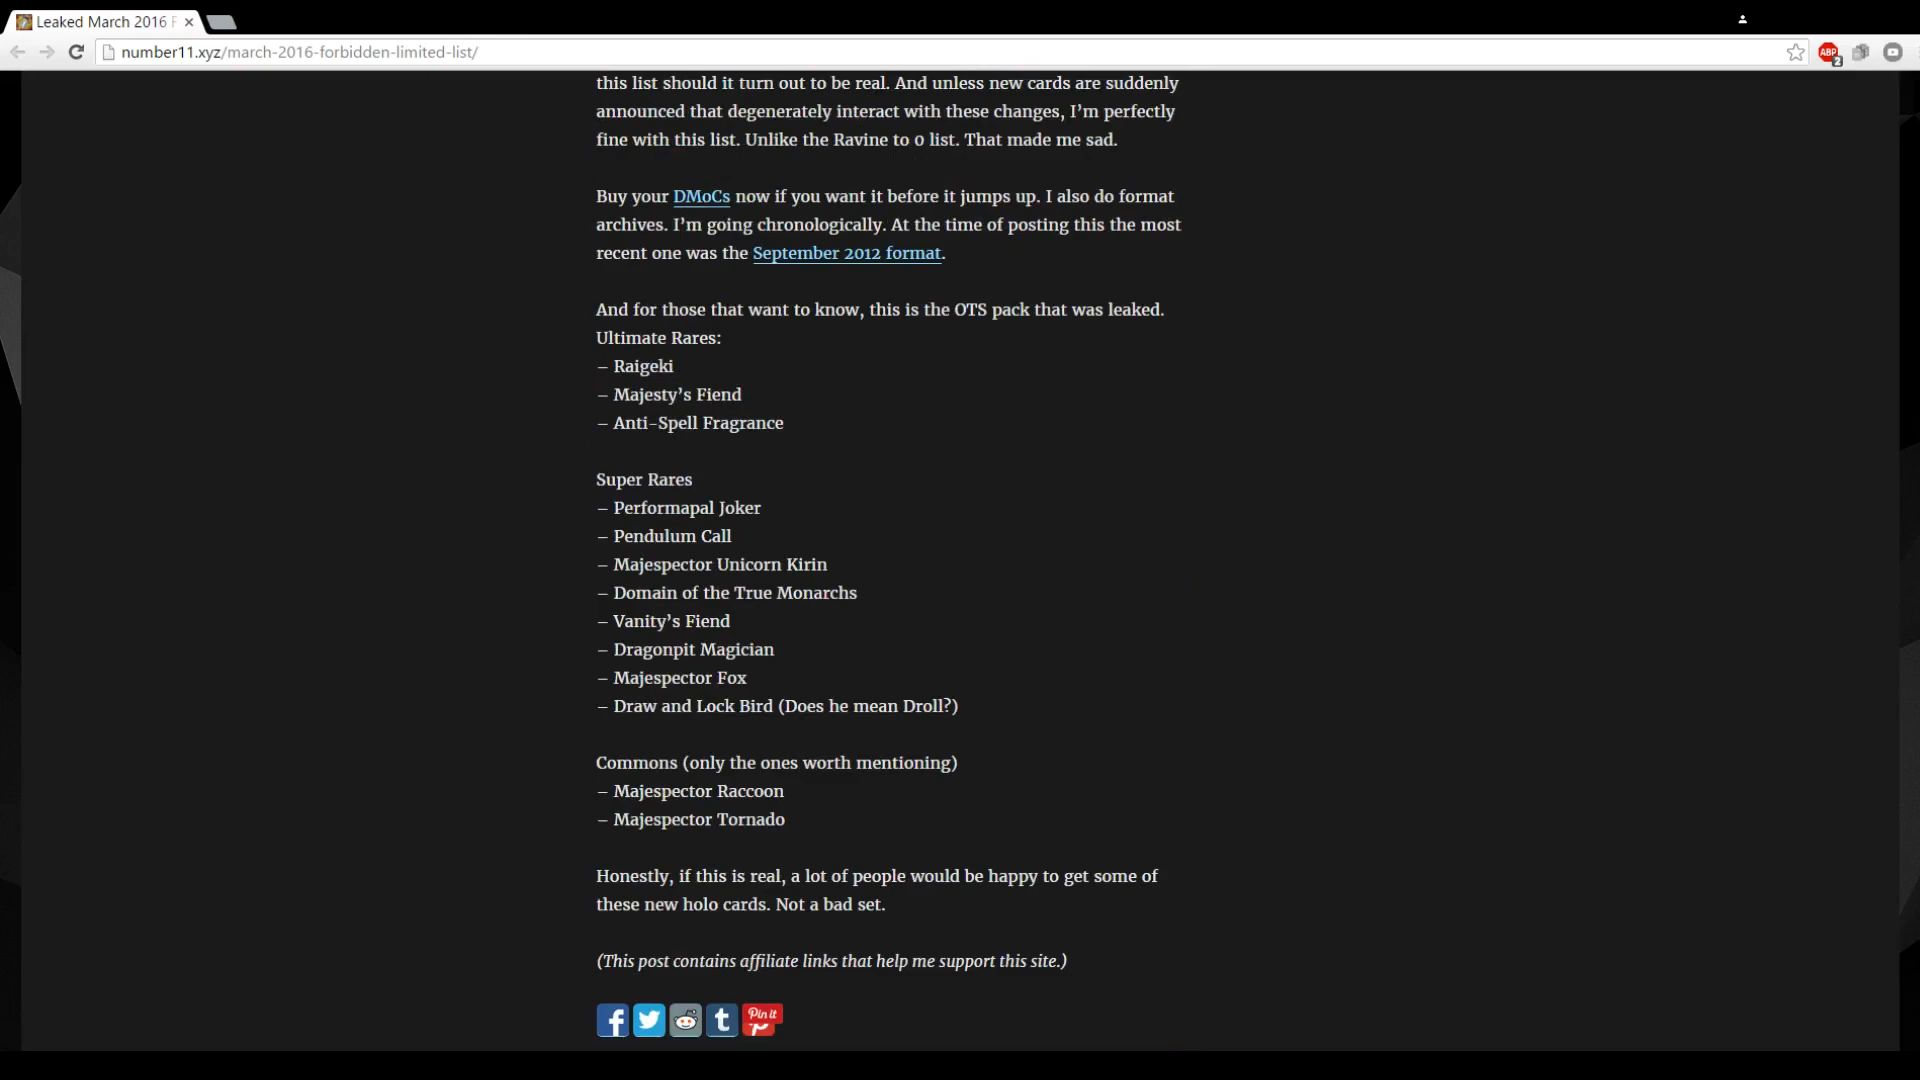 Leaked March 2016 F
number11.xyz/march-2016-forbidden-limited-list/
ABP
2
this list should it turn out to be real. And unless new cards are suddenly
announced that degenerately interact with these changes, I’m perfectly
fine with this list. Unlike the Ravine to 0 list. That made me sad.
Buy your DMoCs now if you want it before it jumps up. I also do format
archives. I’m going chronologically. At the time of posting this the most
recent one was the September 2012 format.
And for those that want to know, this is the OTS pack that was leaked.
Ultimate Rares:
– Raigeki
– Majesty’s Fiend
– Anti-Spell Fragrance
Super Rares
– Performapal Joker
– Pendulum Call
– Majespector Unicorn Kirin
– Domain of the True Monarchs
– Vanity’s Fiend
– Dragonpit Magician
– Majespector Fox
– Draw and Lock Bird (Does he mean Droll?)
Commons (only the ones worth mentioning)
– Majespector Raccoon
– Majespector Tornado
Honestly, if this is real, a lot of people would be happy to get some of
these new holo cards. Not a bad set.
(This post contains affiliate links that help me support this site.)
f
t
Pin it